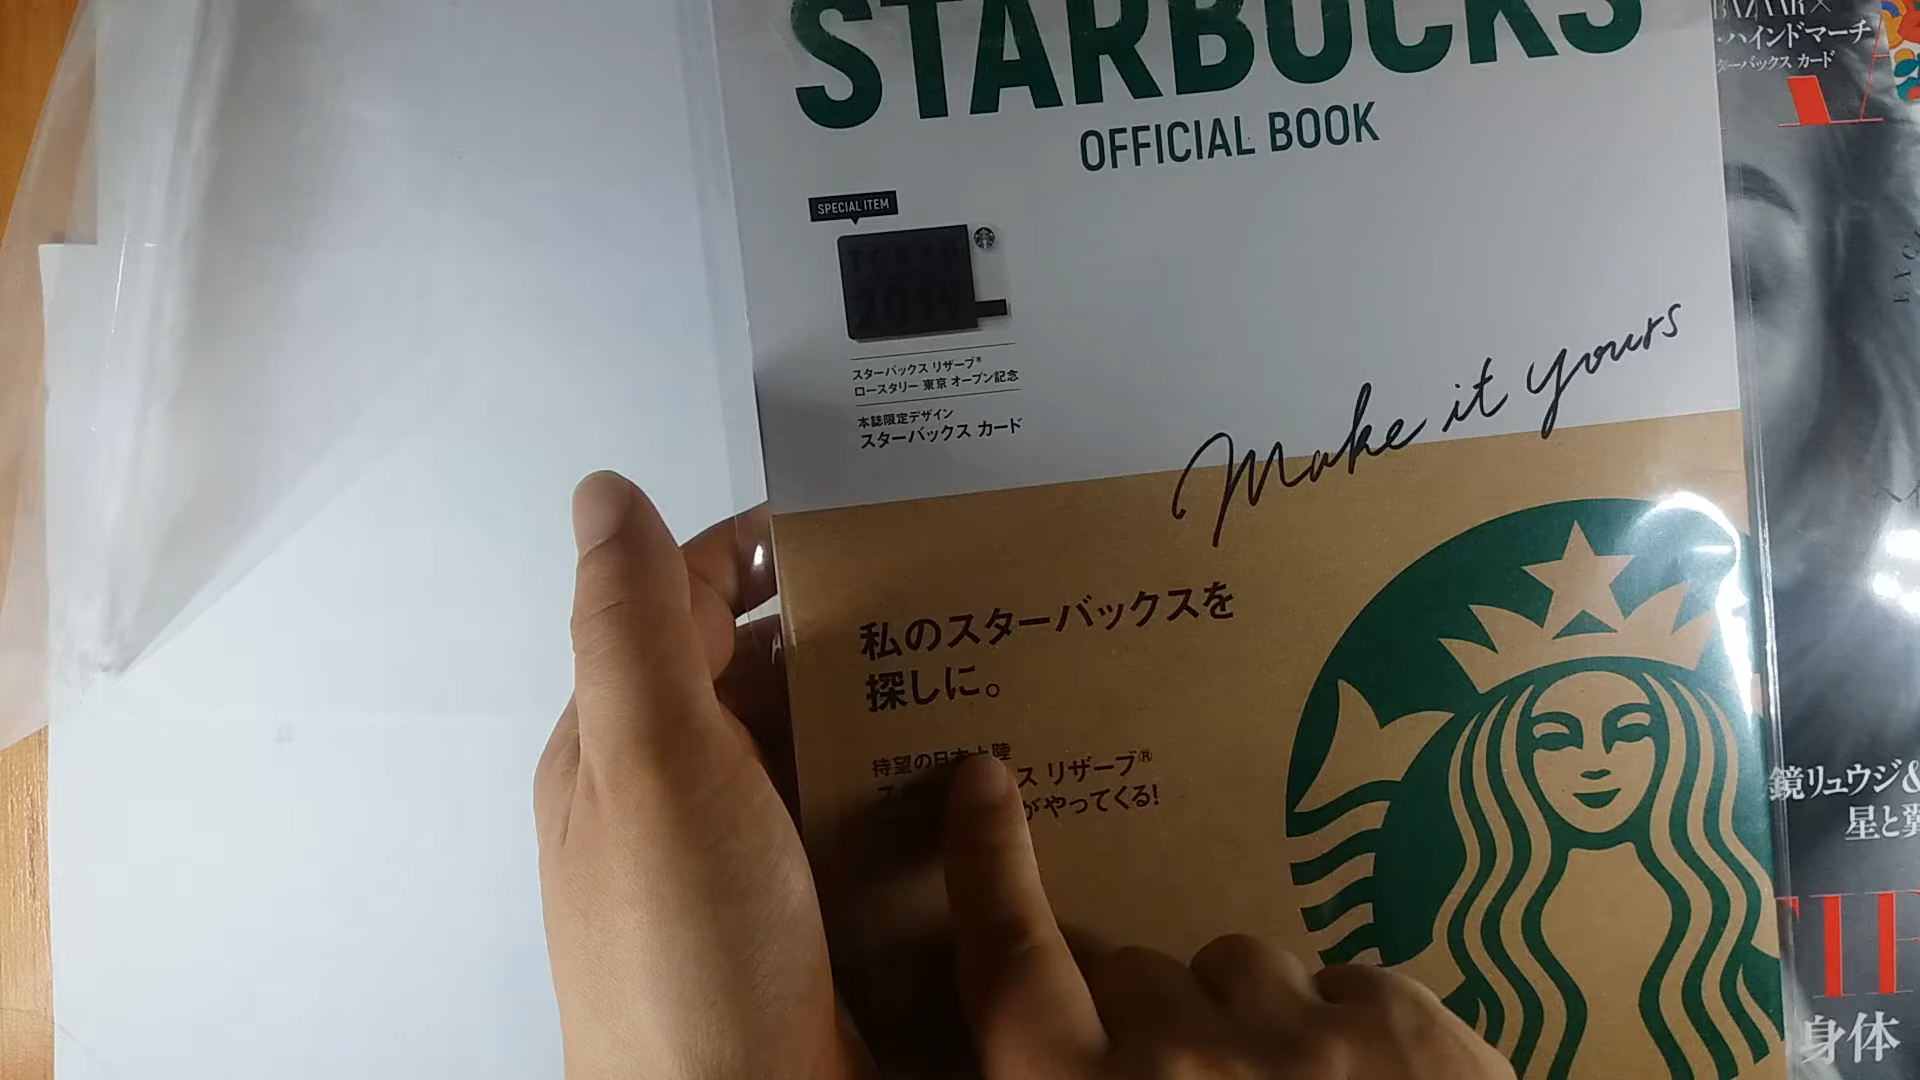 STARBUCKS
OFFICIAL BOOK
SPECIAL ITEM
2019
スターバックス リザーブ®
ロースタリー 東京 オープン記念
本誌限定デザイン
スターバックス カード
Make it yours
私のスターバックスを
探しに。
待望の日本上陸
ス リザーブ®
がやってくる!
BAZAAR×
・ハインドマーチ
ターバックス カード
鏡リュウジ&
星と翼
身体